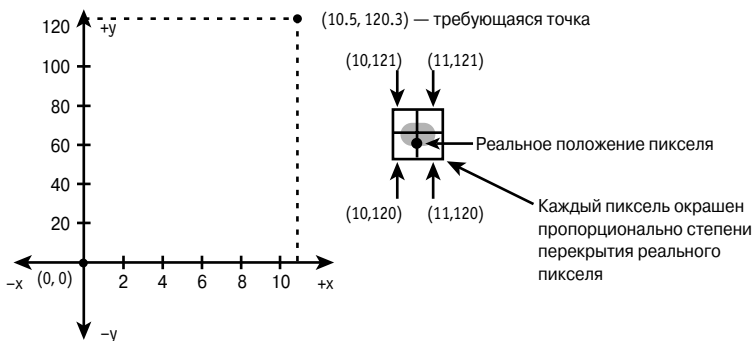 120
+y
(10.5, 120.3) — требующаяся точка
100
80
60
40
20
(0, 0)
–x
2
4
6
8
10
+x
–y
(10,121)
(11,121)
Реальное положение пикселя
(10,120)
(11,120)
Каждый пиксель окрашен
пропорционально степени
перекрытия реального
пикселя